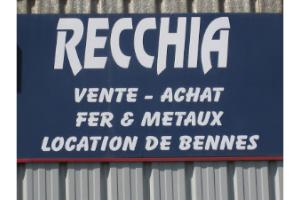 RECCHIA
VENTE - ACHAT
FER & METAUX
LOCATION DE BENNES